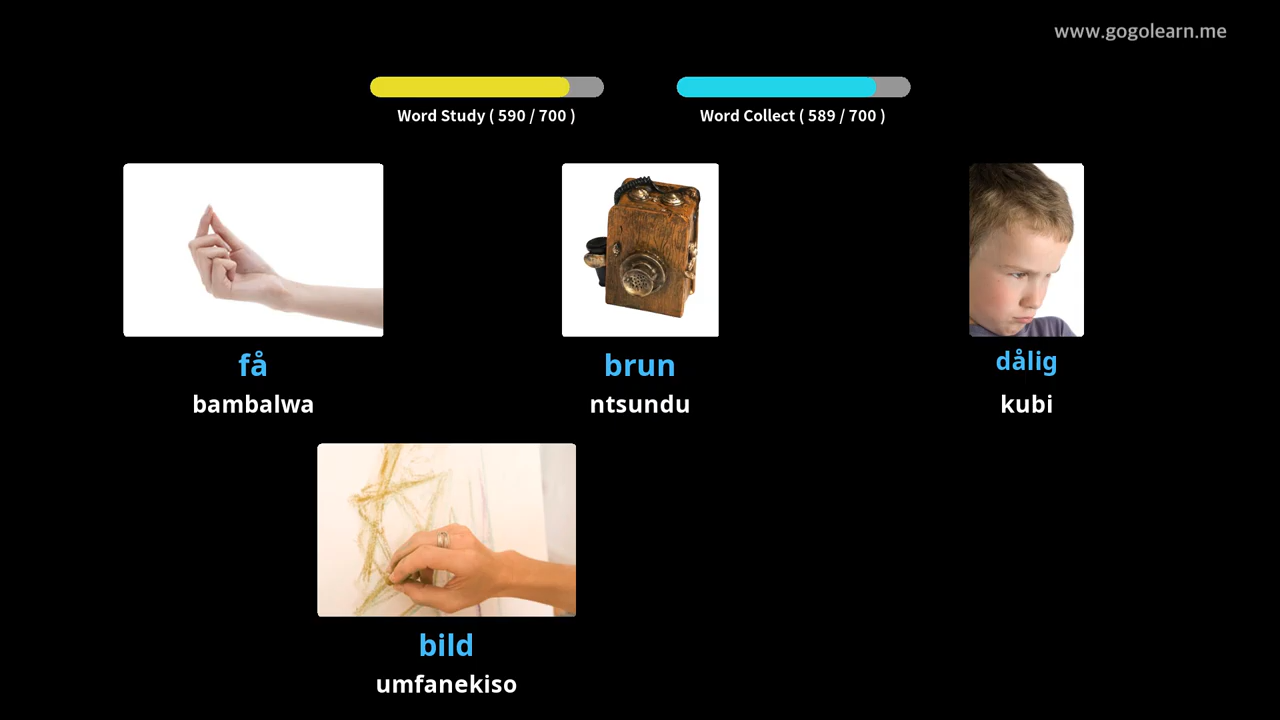 www.gogolearn.me
Word Study ( 590 / 700 )
Word Collect ( 589 / 700 )
få
bambalwa
brun
ntsundu
dålig
kubi
bild
umfanekiso